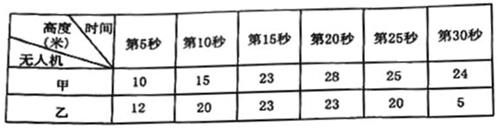 高度(米) 时间 无人机 第5秒 第10秒 第15秒 第20秒 第25秒 第30秒
甲 10 15 23 28 25 24
乙 12 20 23 23 20 5